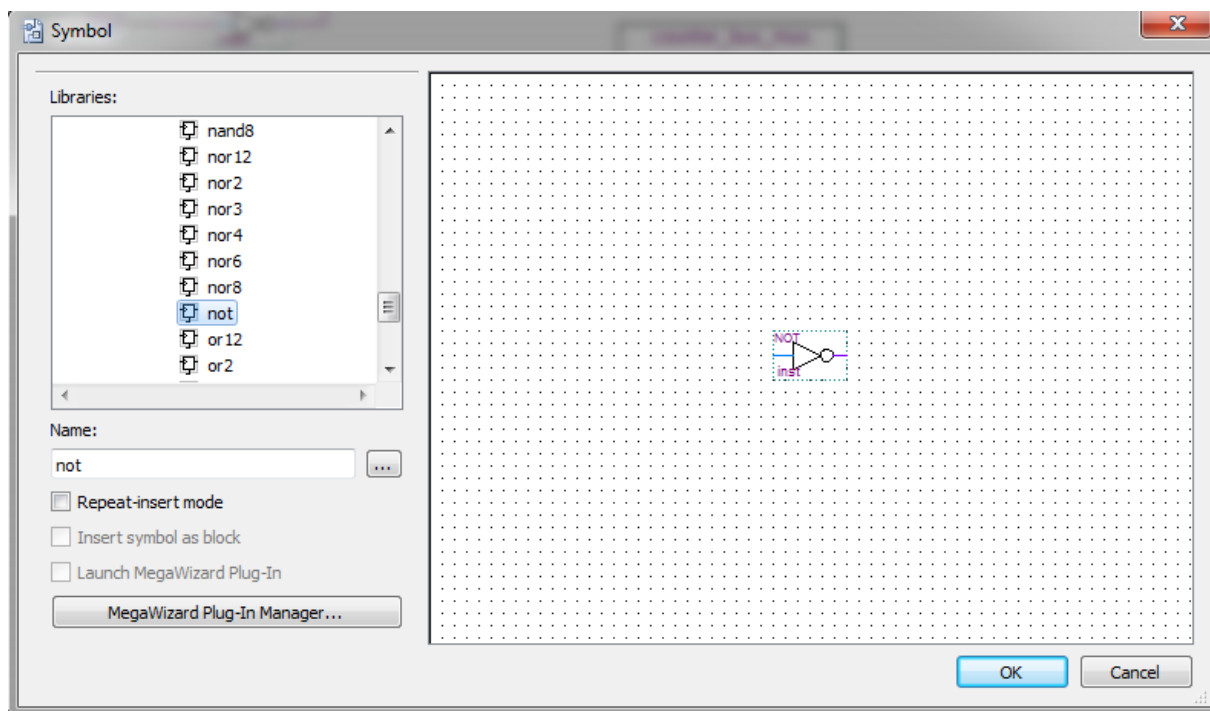 Symbol
Libraries:
nand8
nor12
nor2
nor3
nor4
nor6
nor8
not
or12
or2
Name:
not
...
Repeat-insert mode
Insert symbol as block
Launch MegaWizard Plug-In
MegaWizard Plug-In Manager...
NOT
inst
OK
Cancel